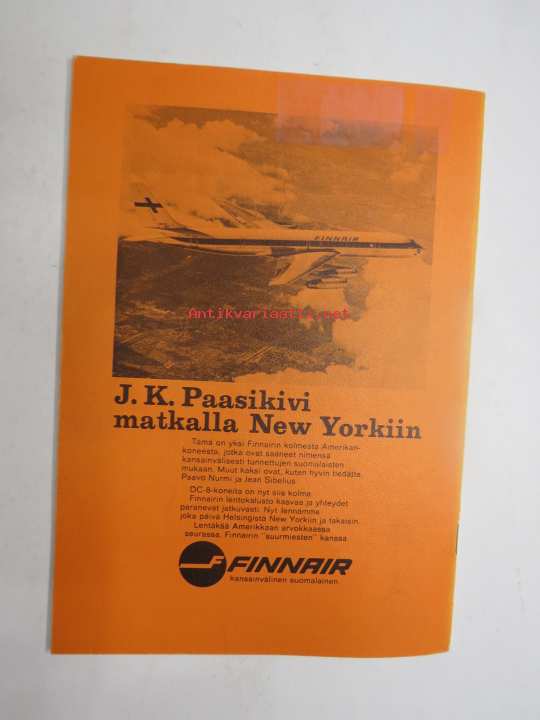 FINNAIR
Antikvariaatti.net
J. K. Paasikivi
matkalla New Yorkiin
Tämä on yksi Finnairin kolmesta Amerikan-
koneesta, jotka ovat saaneet nimensä
kansainvälisesti tunnettujen suomalaisten
mukaan. Muut kaksi ovat, kuten hyvin tiedätte,
Paavo Nurmi ja Jean Sibelius.
DC-8-koneita on nyt siis kolme.
Finnairin lentokalusto kasvaa ja yhteydet
paranevat jatkuvasti. Nyt lennämme
joka päivä Helsingistä New Yorkiin ja takaisin.
Lentäkää Amerikkaan arvokkaassa
seurassa. Finnairin "suurmiesten" kanssa.
FINNAIR
kansainvälinen suomalainen.